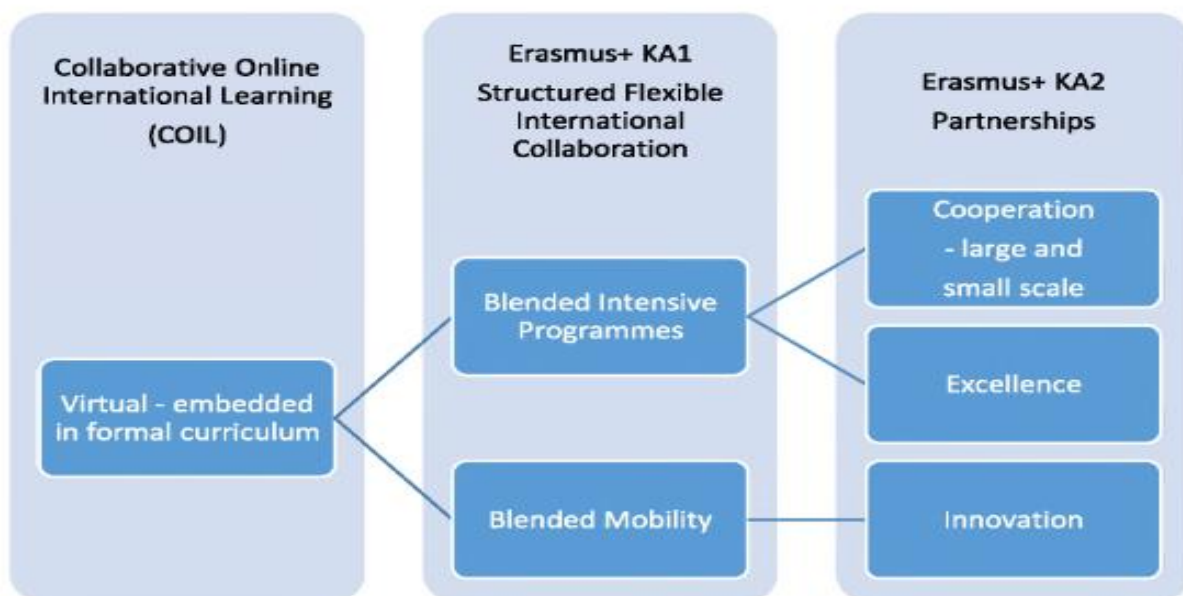 Collaborative Online
International Learning
(COIL)
Virtual - embedded
in formal curriculum
Erasmus+ KA1
Structured Flexible
International
Collaboration
Blended Intensive
Programmes
Blended Mobility
Erasmus+ KA2
Partnerships
Cooperation
- large and
small scale
Excellence
Innovation